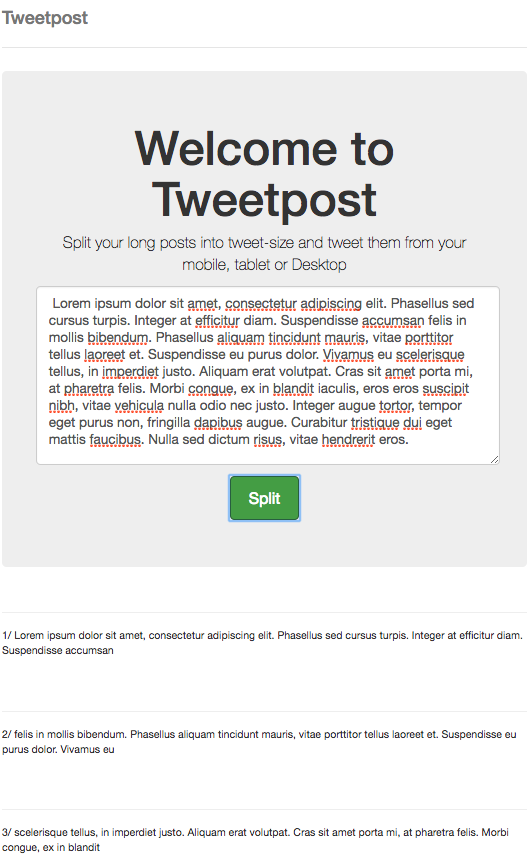 Tweetpost
Welcome to
Tweetpost
Split your long posts into tweet-size and tweet them from your
mobile, tablet or Desktop
Lorem ipsum dolor sit amet, consectetur adipiscing elit. Phasellus sed
cursus turpis. Integer at efficitur diam. Suspendisse accumsan felis in
mollis bibendum. Phasellus aliquam tincidunt mauris, vitae porttitor
tellus laoreet et. Suspendisse eu purus dolor. Vivamus eu scelerisque
tellus, in imperdiet justo. Aliquam erat volutpat. Cras sit amet porta mi,
at pharetra felis. Morbi congue, ex in blandit iaculis, eros eros suscipit
nibh, vitae vehicula nulla odio nec justo. Integer augue tortor, tempor
eget purus non, fringilla dapibus augue. Curabitur tristique dui eget
mattis faucibus. Nulla sed dictum risus, vitae hendrerit eros.
Split
1/ Lorem ipsum dolor sit amet, consectetur adipiscing elit. Phasellus sed cursus turpis. Integer at efficitur diam.
Suspendisse accumsan
2/ felis in mollis bibendum. Phasellus aliquam tincidunt mauris, vitae porttitor tellus laoreet et. Suspendisse eu
purus dolor. Vivamus eu
3/ scelerisque tellus, in imperdiet justo. Aliquam erat volutpat. Cras sit amet porta mi, at pharetra felis. Morbi
congue, ex in blandit